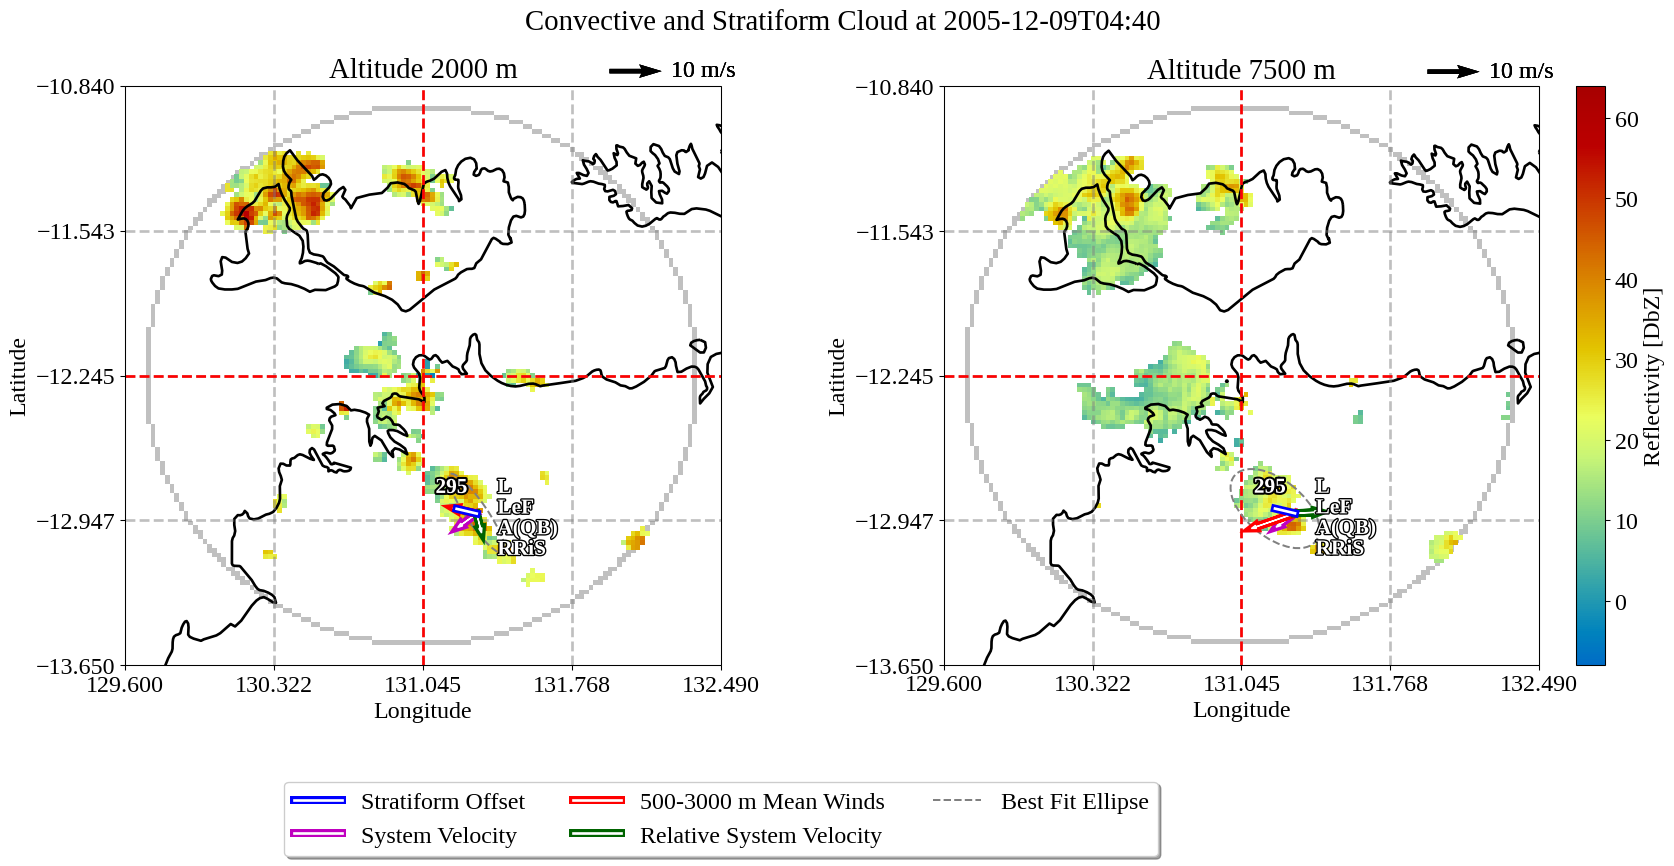 Convective and Stratiform Cloud at 2005-12-09T04:40
Altitude 2000 m
10 m/s
−10.840
−11.543
−12.245
−12.947
−13.650
Latitude
129.600
130.322
131.045
131.768
132.490
Longitude
295
L
LeF
A(QB)
RRiS
Altitude 7500 m
10 m/s
−10.840
−11.543
−12.245
−12.947
−13.650
Latitude
129.600
130.322
131.045
131.768
132.490
Longitude
295
L
LeF
A(QB)
RRiS
60
50
40
30
20
10
0
Reflectivity [DbZ]
Stratiform Offset
System Velocity
500-3000 m Mean Winds
Relative System Velocity
Best Fit Ellipse